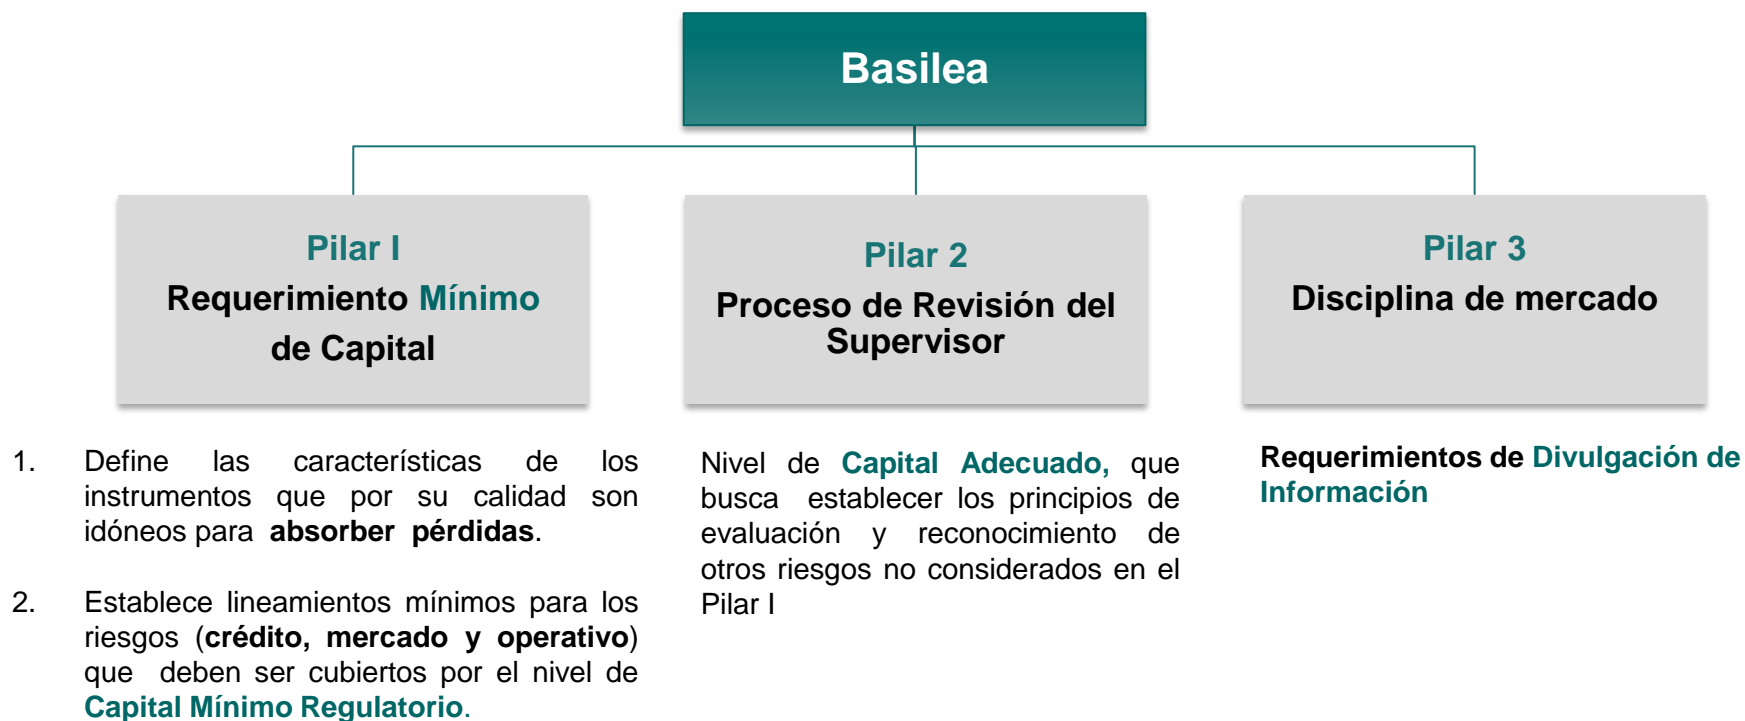 Basilea
Pilar I
Requerimiento Mínimo
de Capital
Pilar 2
Proceso de Revisión del
Supervisor
Pilar 3
Disciplina de mercado
1. Define las características de los
instrumentos que por su calidad son
idóneos para absorber pérdidas.
2. Establece lineamientos mínimos para los
riesgos (crédito, mercado y operativo)
que deben ser cubiertos por el nivel de
Capital Mínimo Regulatorio.
Nivel de Capital Adecuado, que
busca establecer los principios de
evaluación y reconocimiento de
otros riesgos no considerados en el
Pilar I
Requerimientos de Divulgación de
Información